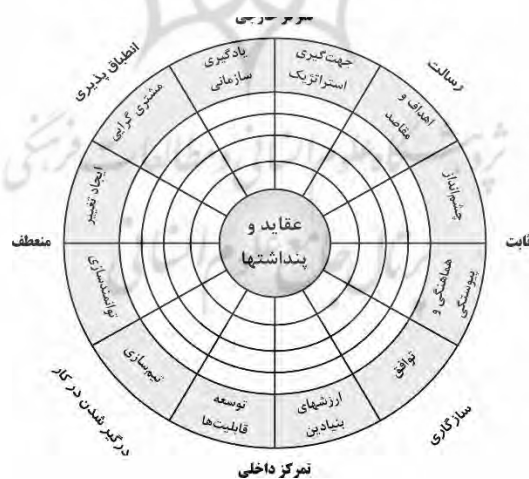 تمرکز خارجی
انطباق پذیری
رسالت
یادگیری
سازمانی
جهت‌گیری
استراتژیک
مشتری گرایی
اهداف و
مقاصد
ایجاد تغییر
چشم‌انداز
منعطف
عقاید و
پنداشتها
ثابت
توانمندسازی
هماهنگی و
پیوستگی
تیم‌سازی
توافق
توسعه
قابلیت‌ها
ارزشهای
بنیادین
درگیر شدن در کار
سازگاری
تمرکز داخلی